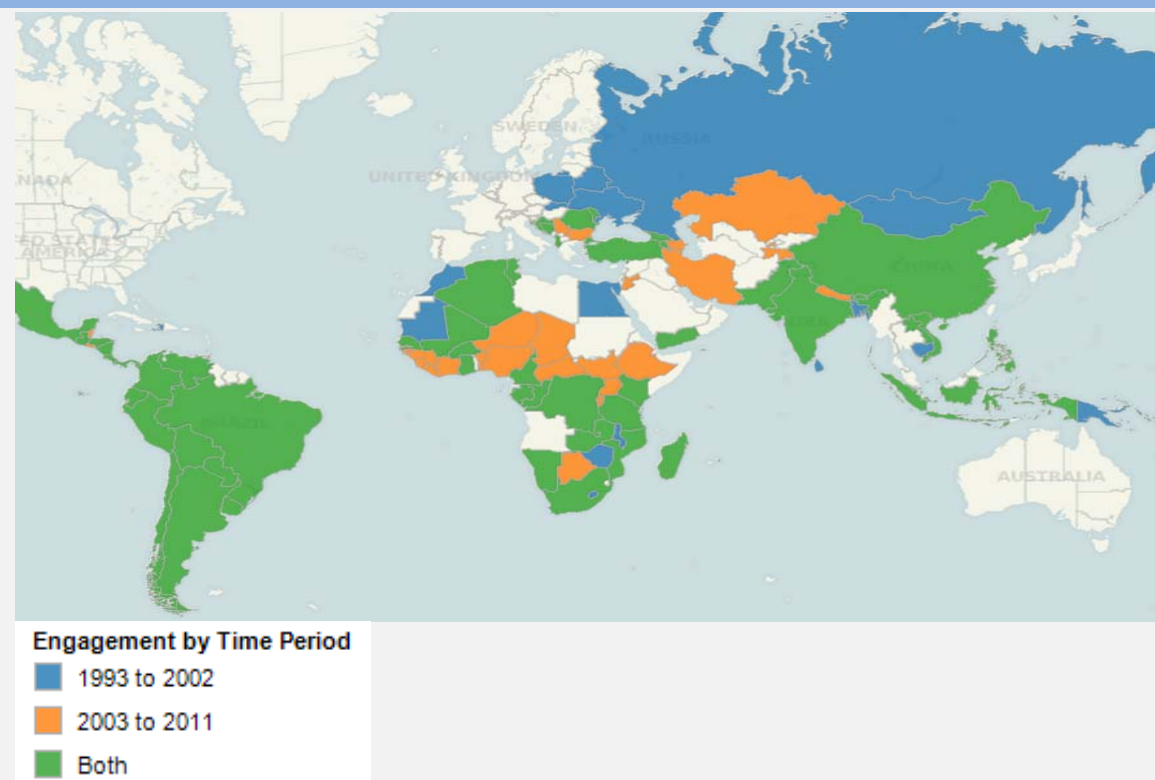 SWEDEN
RUSSIA
NADA
UNITED KINGDOM
ED STATES
AMERICA
CHINA
BRAZIL
AUSTRALIA
Engagement by Time Period
1993 to 2002
2003 to 2011
Both